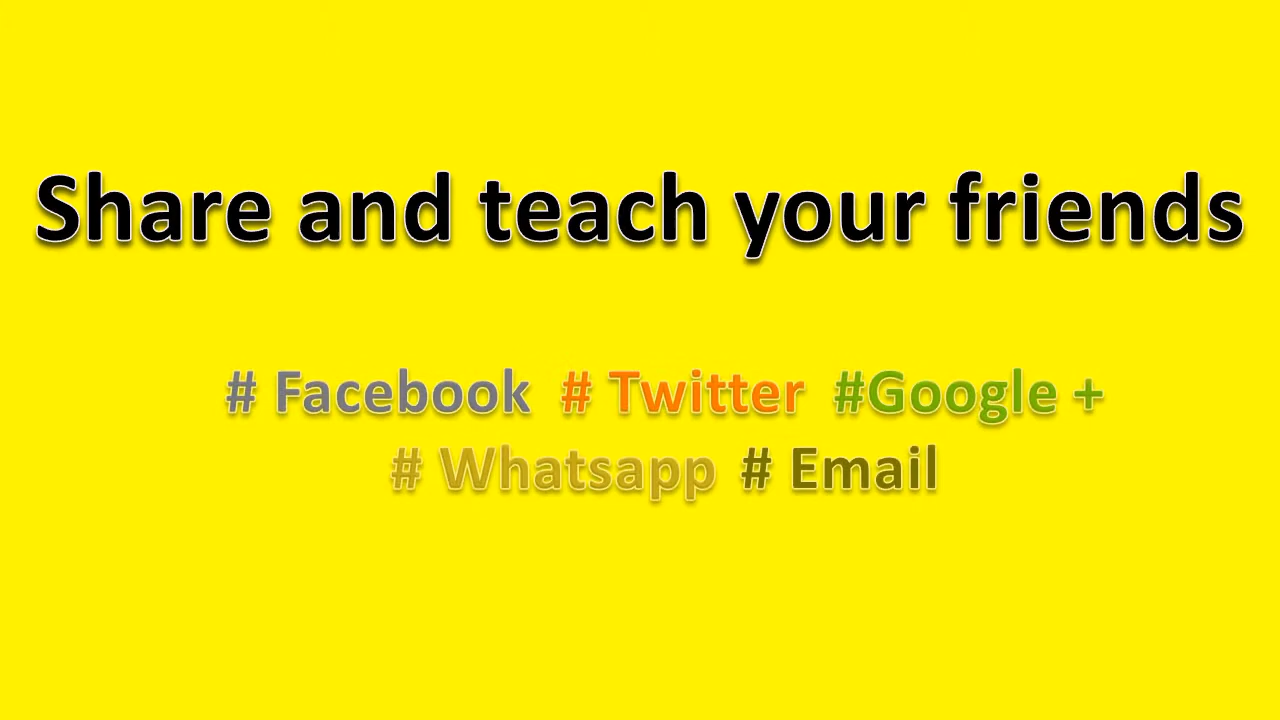 Share and teach your friends
# Facebook # Twitter #Google +
# Whatsapp # Email